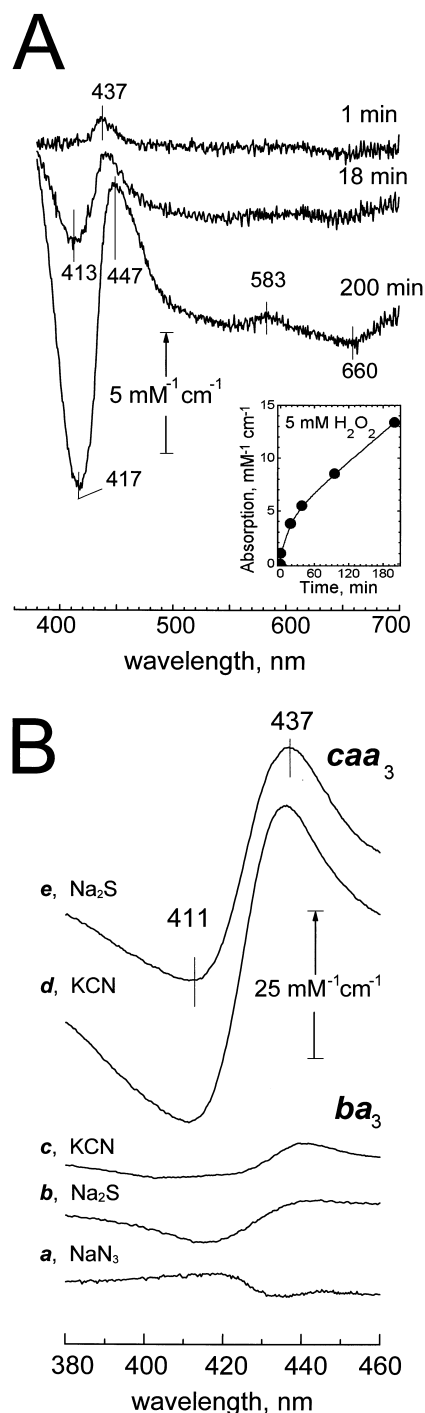 A
437
1 min
18 min
413
447
583
200 min
660
5 mM⁻¹cm⁻¹
417
15
5 mM H₂O₂
10
5
0
Absorption, mM⁻¹ cm⁻¹
0 60 120 180
Time, min
400 500 600 700
wavelength, nm
B
437
caa₃
e, Na₂S
411
d, KCN
25 mM⁻¹cm⁻¹
ba₃
c, KCN
b, Na₂S
a, NaN₃
380 400 420 440 460
wavelength, nm